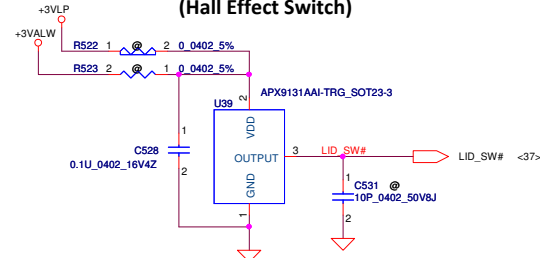 (Hall Effect Switch)
+3VLP
+3VALW
R522 1 @ 2 0_0402_5%
R523 2 @ 1 0_0402_5%
APX9131AAI-TRG_SOT23-3
U39
2
VDD
1
C528
0.1U_0402_16V4Z
2
OUTPUT
3
LID_SW#
LID_SW# <37>
GND
1
1
C531 @
10P_0402_50V8J
2